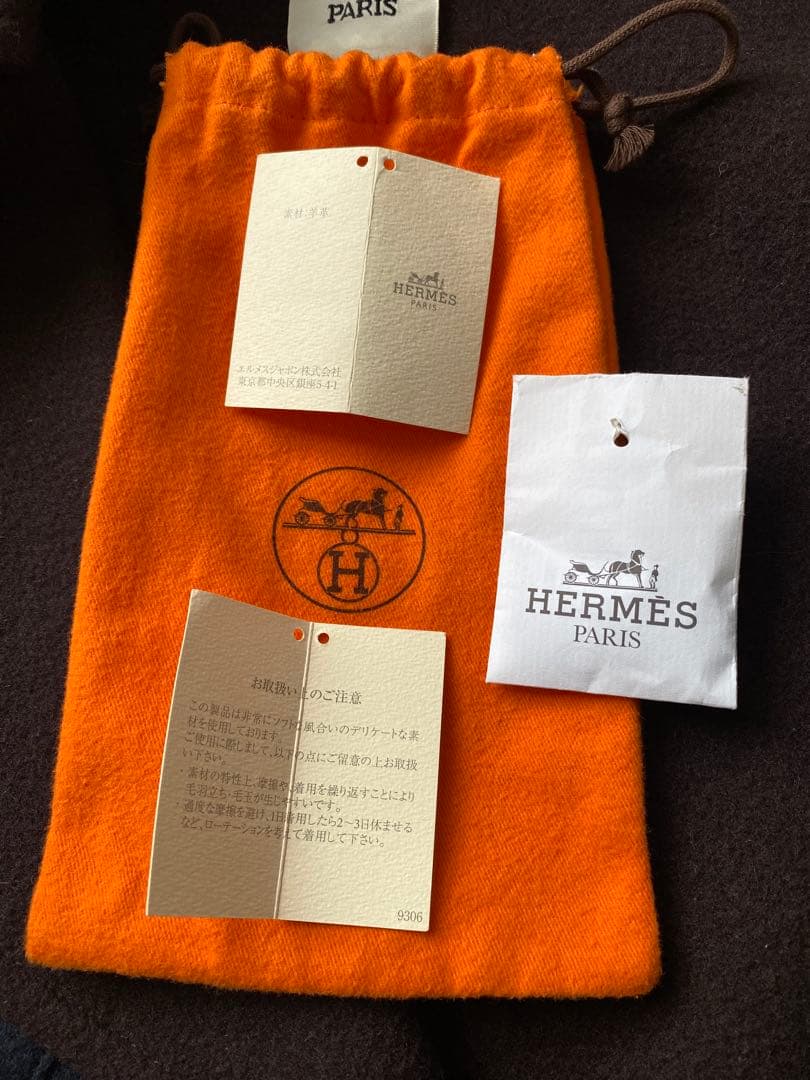 PARIS
素材:羊革
HERMÈS
PARIS
エルメスジャポン株式会社
東京都中央区銀座5-4-1
H
HERMÈS
PARIS
お取扱い上のご注意
この製品は非常にソフトな風合いのデリケートな素
材を使用しております。
ご使用に際しまして、以下の点にご留意の上お取扱
い下さい。
・素材の特性上、摩擦や、着用を繰り返すことにより
毛羽立ち・毛玉が生じやすいです。
・過度な摩擦を避け、1日着用したら2〜3日休ませる
など、ローテーションを考えて着用して下さい。
9306